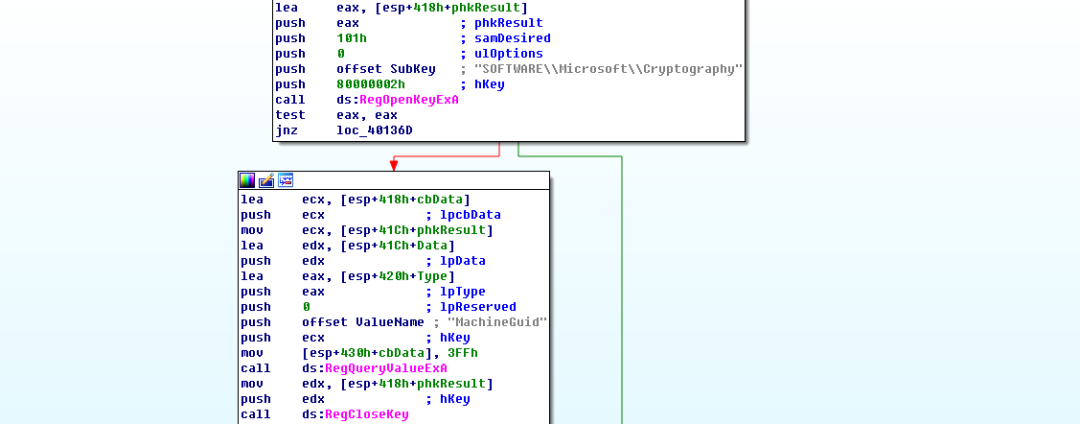 lea     eax, [esp+418h+phkResult]
push    eax             ; phkResult
push    101h            ; samDesired
push    0               ; ulOptions
push    offset SubKey   ; "SOFTWARE\\Microsoft\\Cryptography"
push    80000002h       ; hKey
call    ds:RegOpenKeyExA
test    eax, eax
jnz     loc_40136D
lea     ecx, [esp+418h+cbData]
push    ecx             ; lpcbData
mov     ecx, [esp+41Ch+phkResult]
lea     edx, [esp+41Ch+Data]
push    edx             ; lpData
lea     eax, [esp+420h+Type]
push    eax             ; lpType
push    0               ; lpReserved
push    offset ValueName ; "MachineGuid"
push    ecx             ; hKey
mov     [esp+430h+cbData], 3FFh
call    ds:RegQueryValueExA
mov     edx, [esp+418h+phkResult]
push    edx             ; hKey
call    ds:RegCloseKey